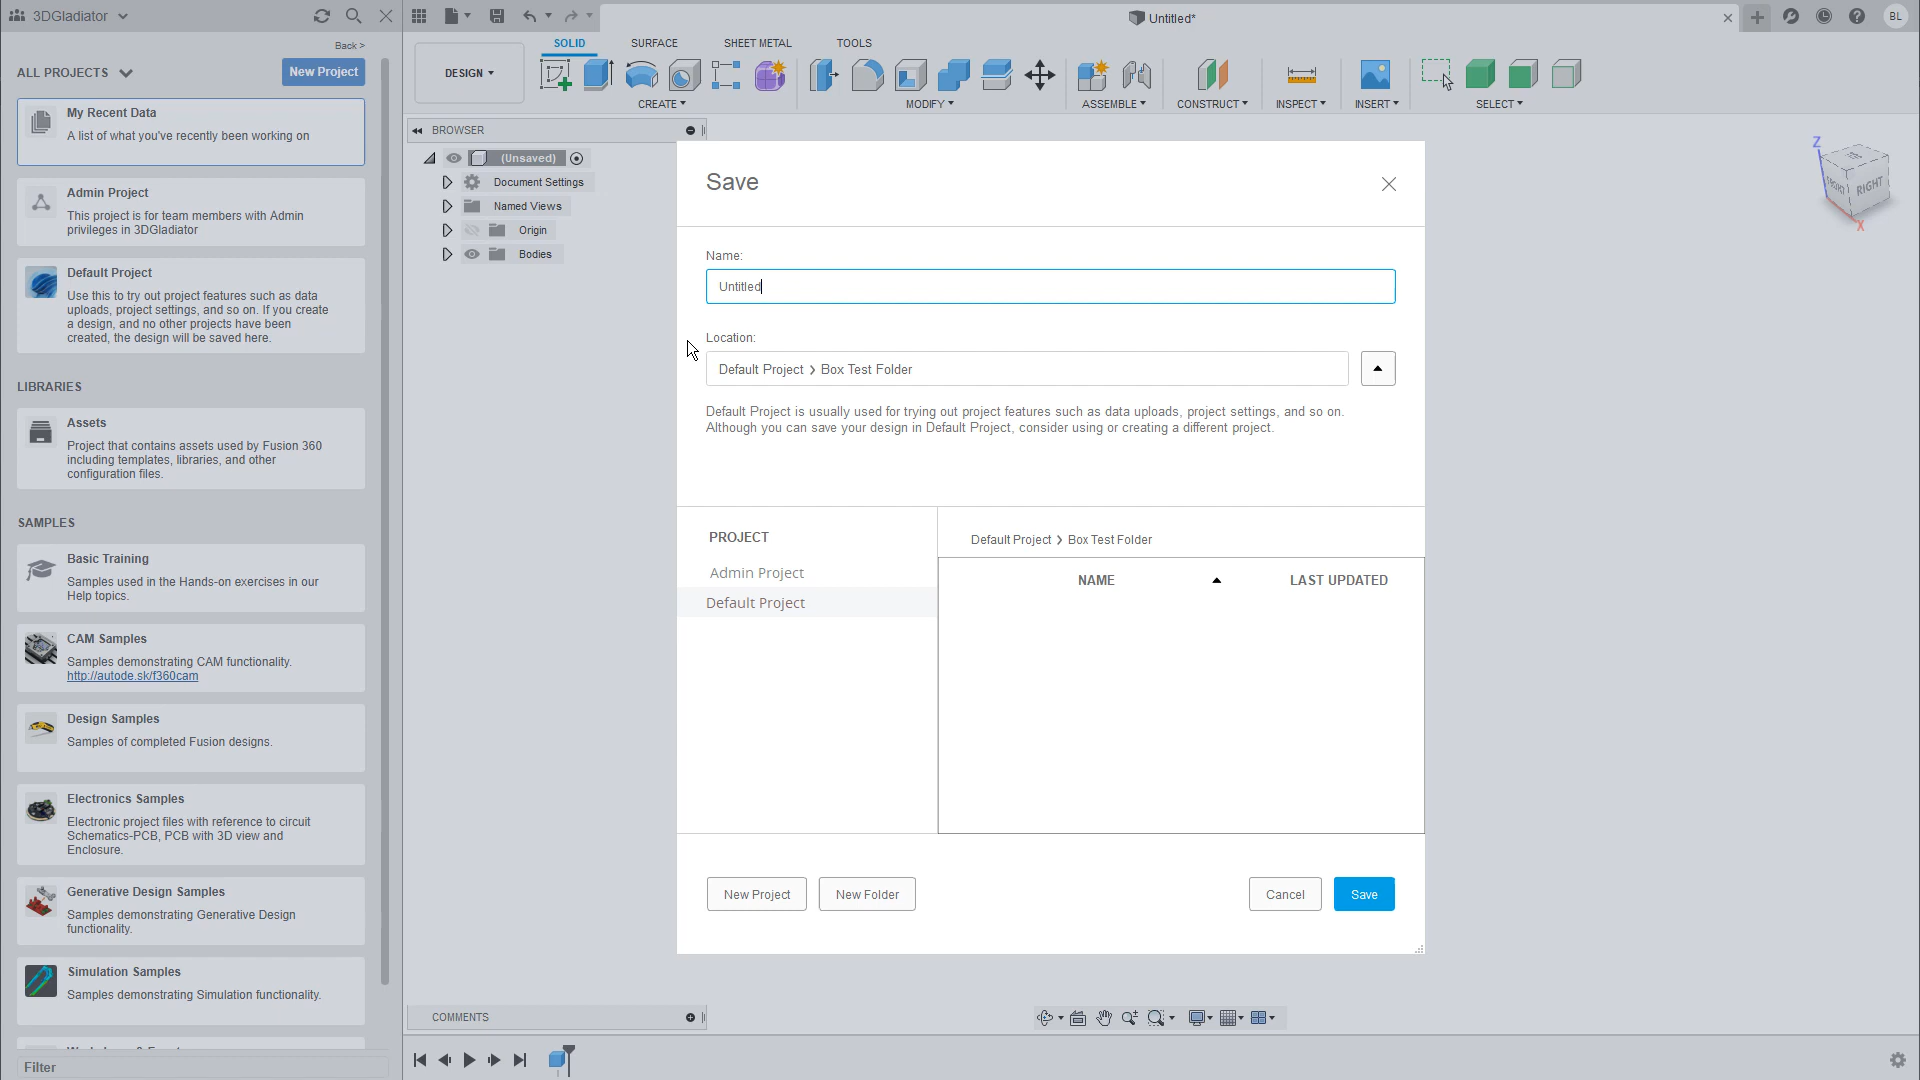 3DGladiator
Untitled*
BL
Back >
ALL PROJECTS
New Project
My Recent Data
A list of what you've recently been working on
Admin Project
This project is for team members with Admin
privileges in 3DGladiator
Default Project
Use this to try out project features such as data
uploads, project settings, and so on. If you
create a design, and no other projects have been
created, the design will be saved here.
LIBRARIES
Assets
Project that contains assets used by Fusion 360
including templates, libraries, and other
configuration files.
SAMPLES
Basic Training
Samples used in the Hands-on exercises in our
Help topics.
CAM Samples
Samples demonstrating CAM functionality.
http://autode.sk/f360cam
Design Samples
Samples of completed Fusion designs.
Electronics Samples
Electronic project files with reference to circuit
Schematics-PCB, PCB with 3D view and
Enclosure.
Generative Design Samples
Samples demonstrating Generative Design
functionality.
Simulation Samples
Samples demonstrating Simulation functionality.
Filter
DESIGN
SOLID
SURFACE
SHEET METAL
TOOLS
CREATE
MODIFY
ASSEMBLE
CONSTRUCT
INSPECT
INSERT
SELECT
BROWSER
(Unsaved)
Document Settings
Named Views
Origin
Bodies
Z
FRONT
RIGHT
X
Save
Name:
Untitled
Location:
Default Project > Box Test Folder
Default Project is usually used for trying out project features such as data uploads, project settings, and so on.
Although you can save your design in Default Project, consider using or creating a different project.
PROJECT
Admin Project
Default Project
Default Project > Box Test Folder
NAME
LAST UPDATED
New Project
New Folder
Cancel
Save
COMMENTS